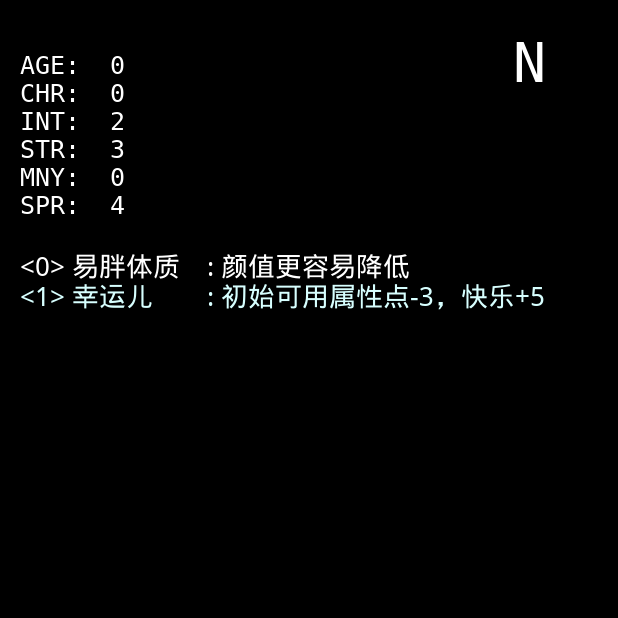 N
AGE: 0
CHR: 0
INT: 2
STR: 3
MNY: 0
SPR: 4
<0> 易胖体质 : 颜值更容易降低
<1> 幸运儿 : 初始可用属性点-3，快乐+5